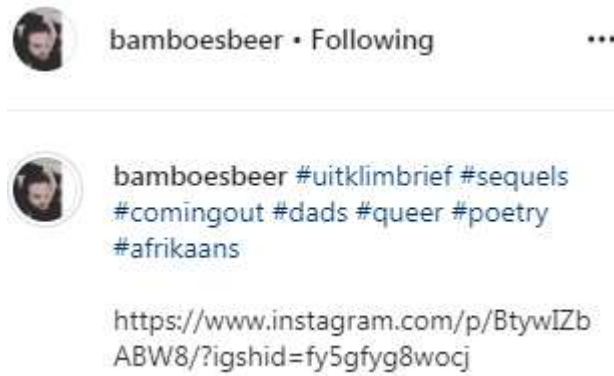 bamboesbeer • Following
bamboesbeer #uitklimbrief #sequels
#comingout #dads #queer #poetry
#afrikaans
https://www.instagram.com/p/BtywIZb
ABW8/?igshid=fy5gfyg8wocj